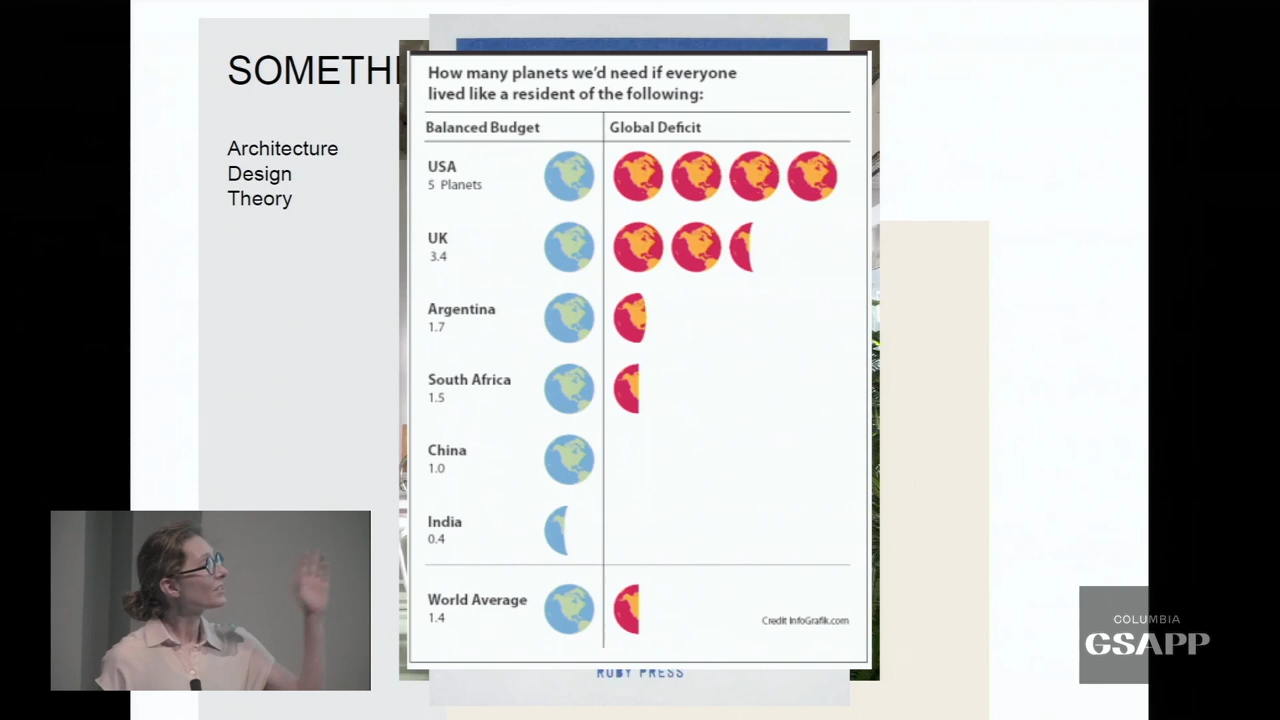 SOMETHI
Architecture
Design
Theory
How many planets we'd need if everyone
lived like a resident of the following:
Balanced Budget
Global Deficit
USA
5 Planets
UK
3.4
Argentina
1.7
South Africa
1.5
China
1.0
India
0.4
World Average
1.4
Credit InfoGrafik.com
RUBY PRESS
COLUMBIA
GSAPP